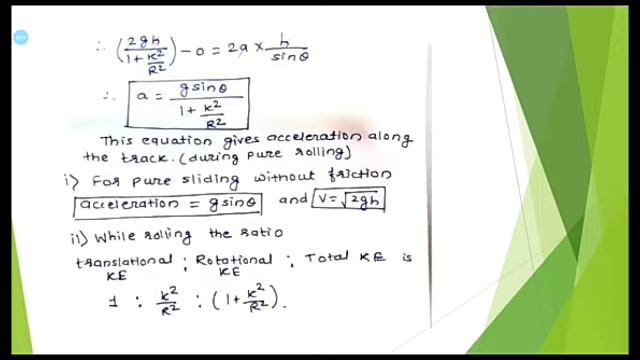 ∴ (2gh / (1 + K²/R²)) - 0 = 2a × h/sinθ
∴ a = gsinθ / (1 + K²/R²)
This equation gives acceleration along
the track. (during pure rolling)
i) For pure sliding without friction
acceleration = gsinθ and V = √2gh
ii) While rolling the ratio
translational KE : Rotational KE : Total KE is
1 : K²/R² : (1 + K²/R²).